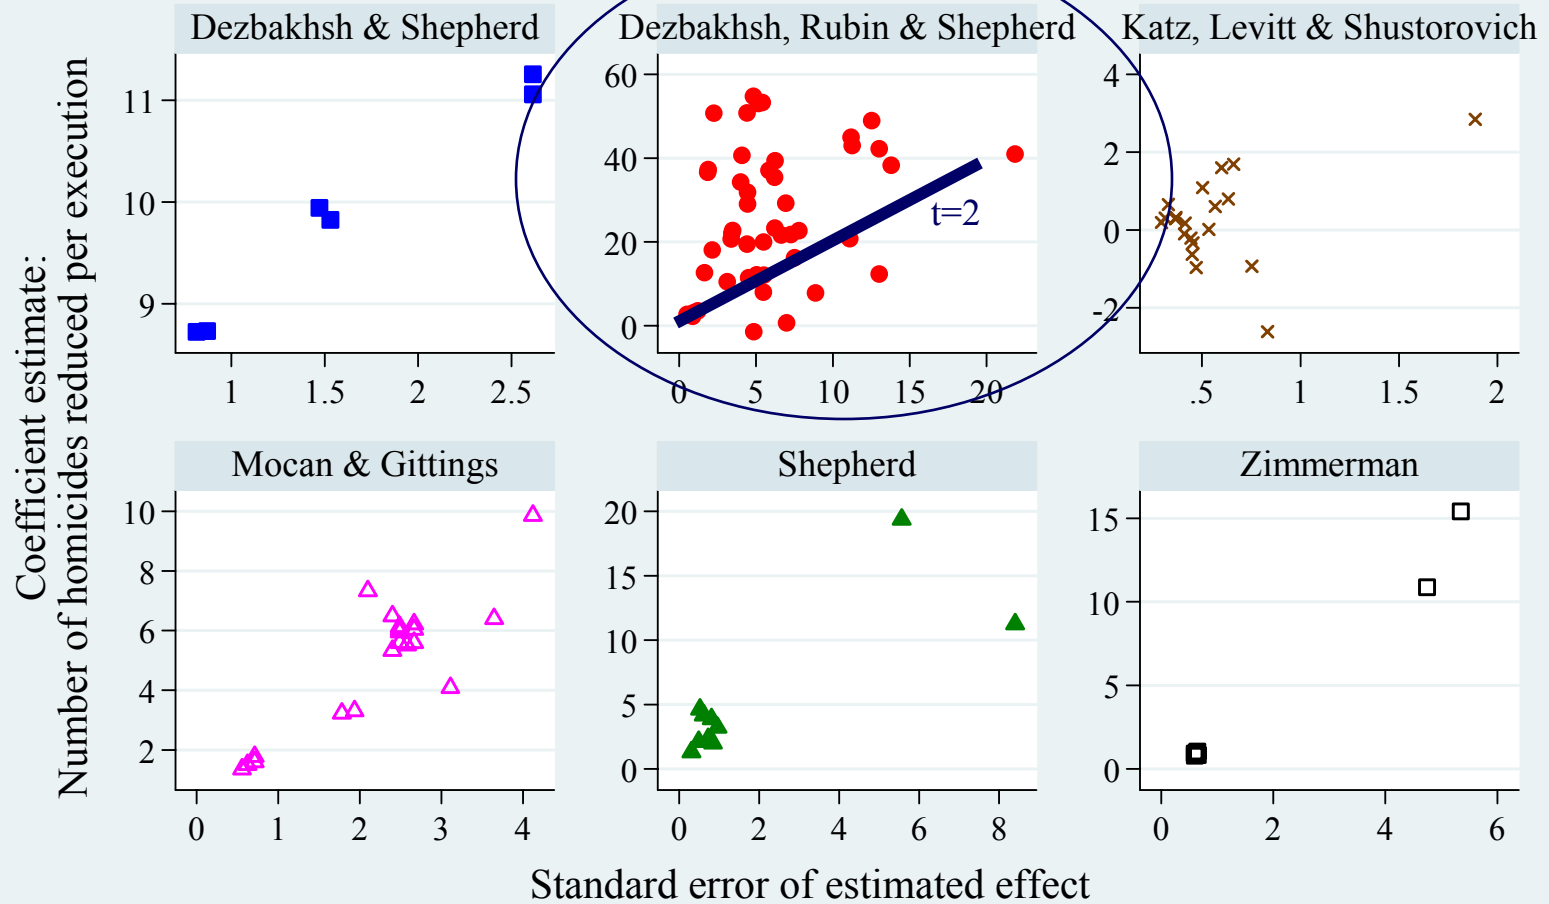 Coefficient estimate:
Number of homicides reduced per execution
Dezbakhsh & Shepherd
11
10
9
1 1.5 2 2.5
Dezbakhsh, Rubin & Shepherd
60
40
20
0
t=2
0 5 10 15 20
Katz, Levitt & Shustorovich
4
2
0
-2
.5 1 1.5 2
Mocan & Gittings
10
8
6
4
2
0 1 2 3 4
Shepherd
20
15
10
5
0
0 2 4 6 8
Zimmerman
15
10
5
0
0 2 4 6
Standard error of estimated effect